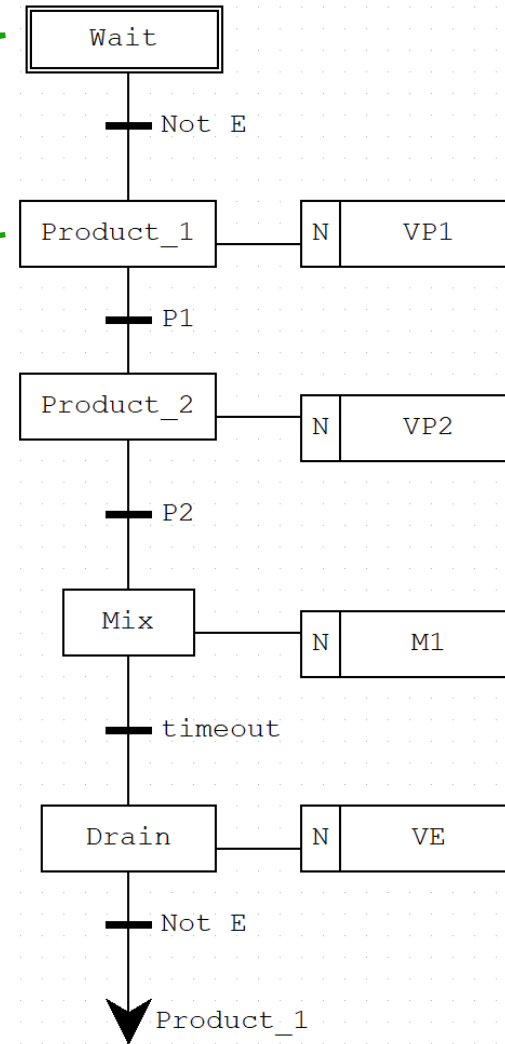 Wait
Not E
Product_1 N VP1
P1
Product_2 N VP2
P2
Mix N M1
timeout
Drain N VE
Not E
Product_1